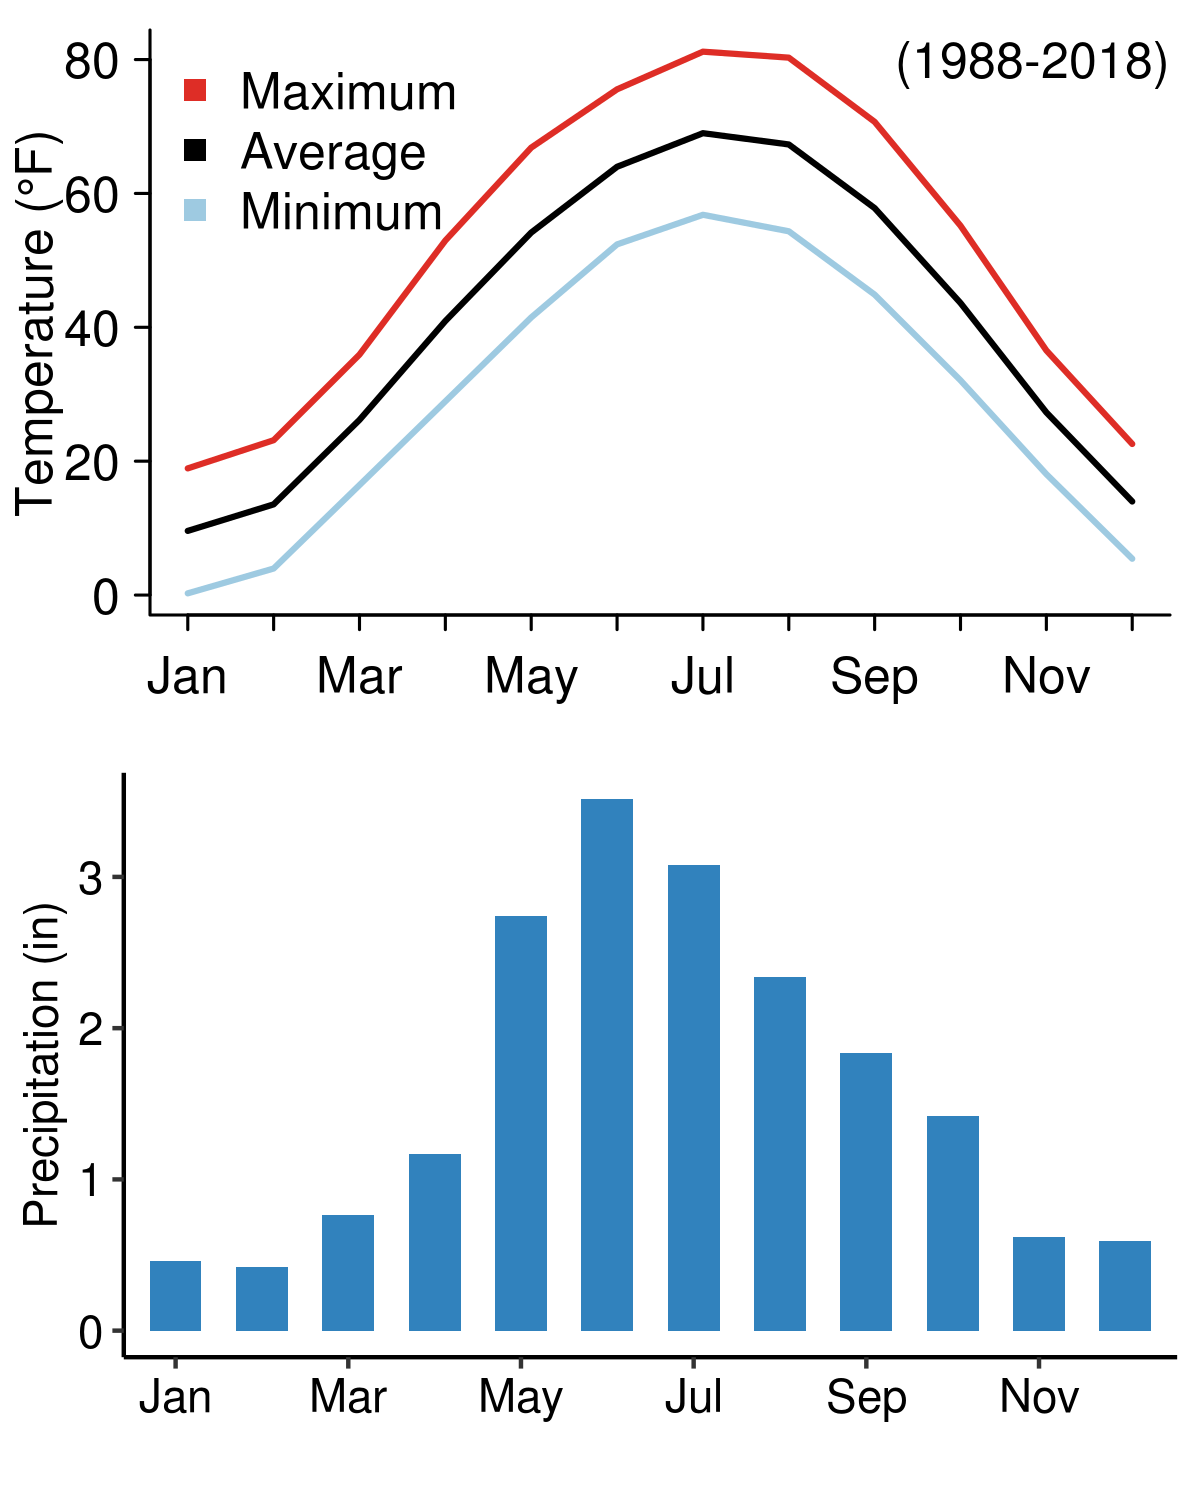 (1988-2018)
Maximum
Average
Minimum
Temperature (°F)
80
60
40
20
0
Jan Mar May Jul Sep Nov
Precipitation (in)
3
2
1
0
Jan Mar May Jul Sep Nov